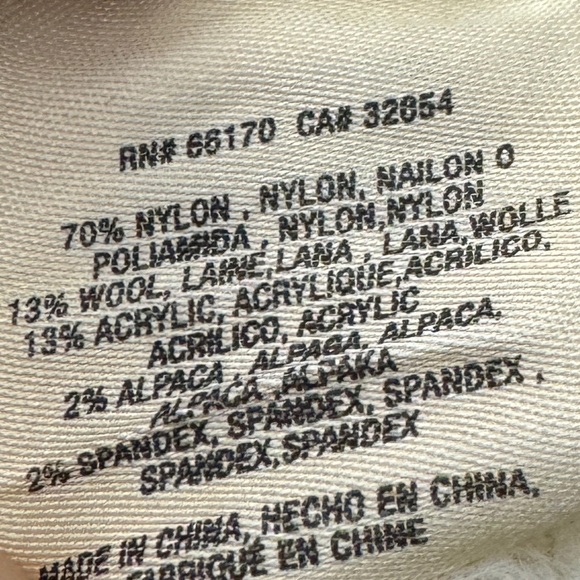 RN# 66170 CA# 32654
70% NYLON , NYLON, NAILON O
POLIAMIDA , NYLON,NYLON
13% WOOL, LAINE,LANA , LANA,WOLLE
13% ACRYLIC, ACRYLIQUE,ACRILICO,
ACRILICO, ACRYLIC
2% ALPACA , ALPAGA, ALPACA,
ALPACA ,ALPAKA
2% SPANDEX, SPANDEX, SPANDEX ,
SPANDEX,SPANDEX
MADE IN CHINA, HECHO EN CHINA,
FABRIQUE EN CHINE